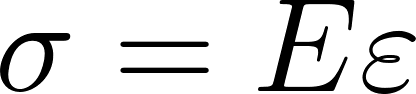 σ = Eε